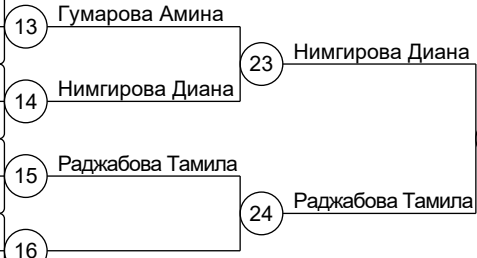 13 Гумарова Амина
23 Нимгирова Диана
14 Нимгирова Диана
15 Раджабова Тамила
24 Раджабова Тамила
16